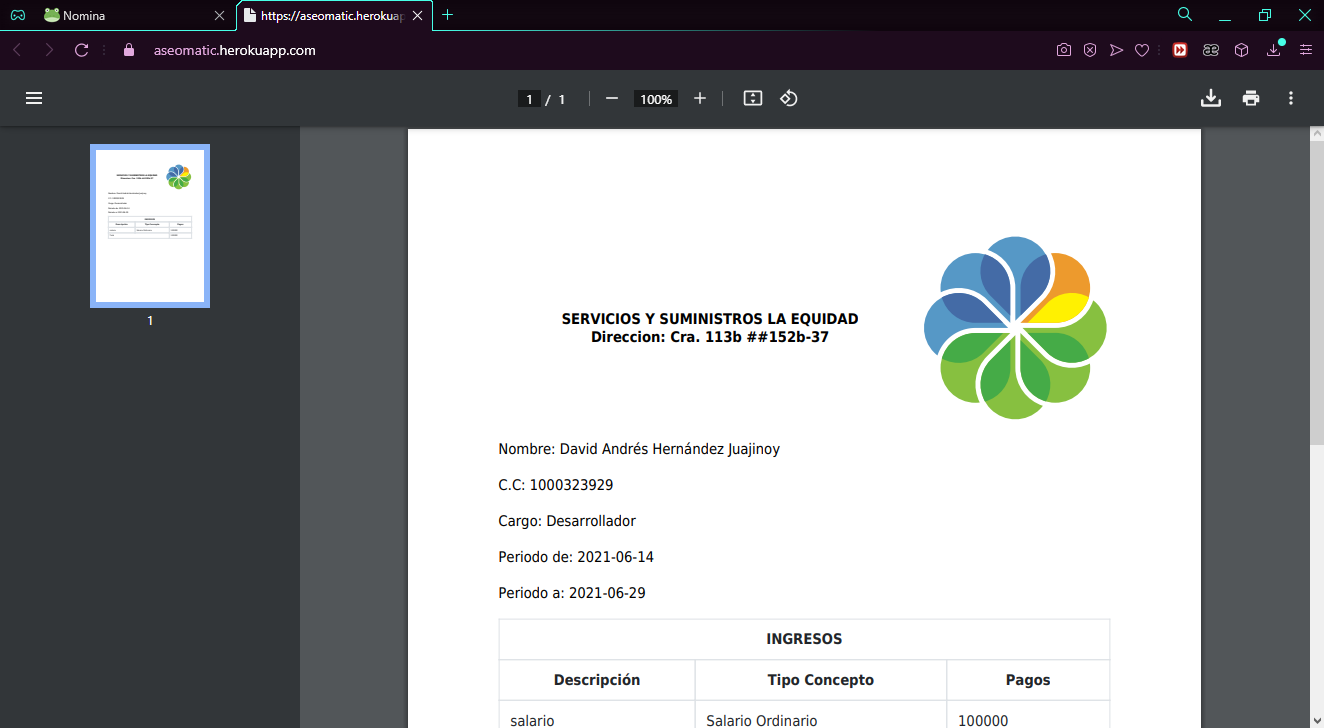 Nomina
https://aseomatic.herokuap
aseomatic.herokuapp.com
1 / 1
100%
1
SERVICIOS Y SUMINISTROS LA EQUIDAD
Direccion: Cra. 113b ##152b-37
Nombre: David Andrés Hernández Juajinoy
C.C: 1000323929
Cargo: Desarrollador
Periodo de: 2021-06-14
Periodo a: 2021-06-29
INGRESOS
Descripción Tipo Concepto Pagos
salario Salario Ordinario 100000